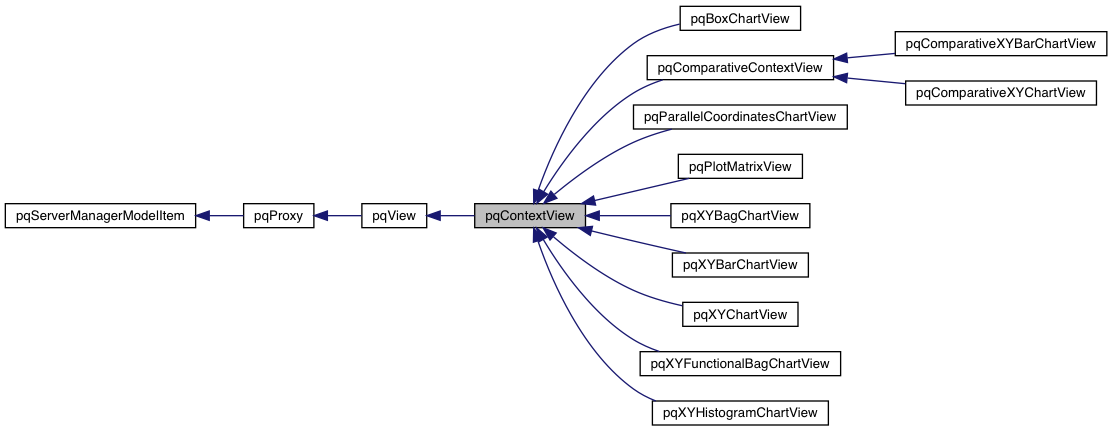 pqBoxChartView
pqComparativeXYBarChartView
pqComparativeContextView
pqComparativeXYChartView
pqParallelCoordinatesChartView
pqPlotMatrixView
pqServerManagerModelItem
pqProxy
pqView
pqContextView
pqXYBagChartView
pqXYBarChartView
pqXYChartView
pqXYFunctionalBagChartView
pqXYHistogramChartView